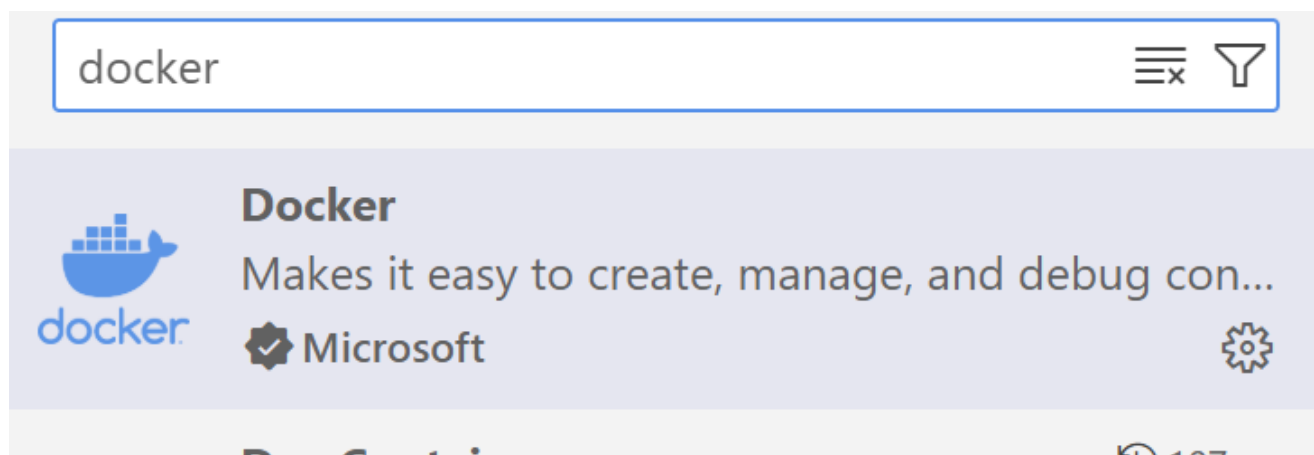 docker
Docker
Makes it easy to create, manage, and debug con...
docker
Microsoft